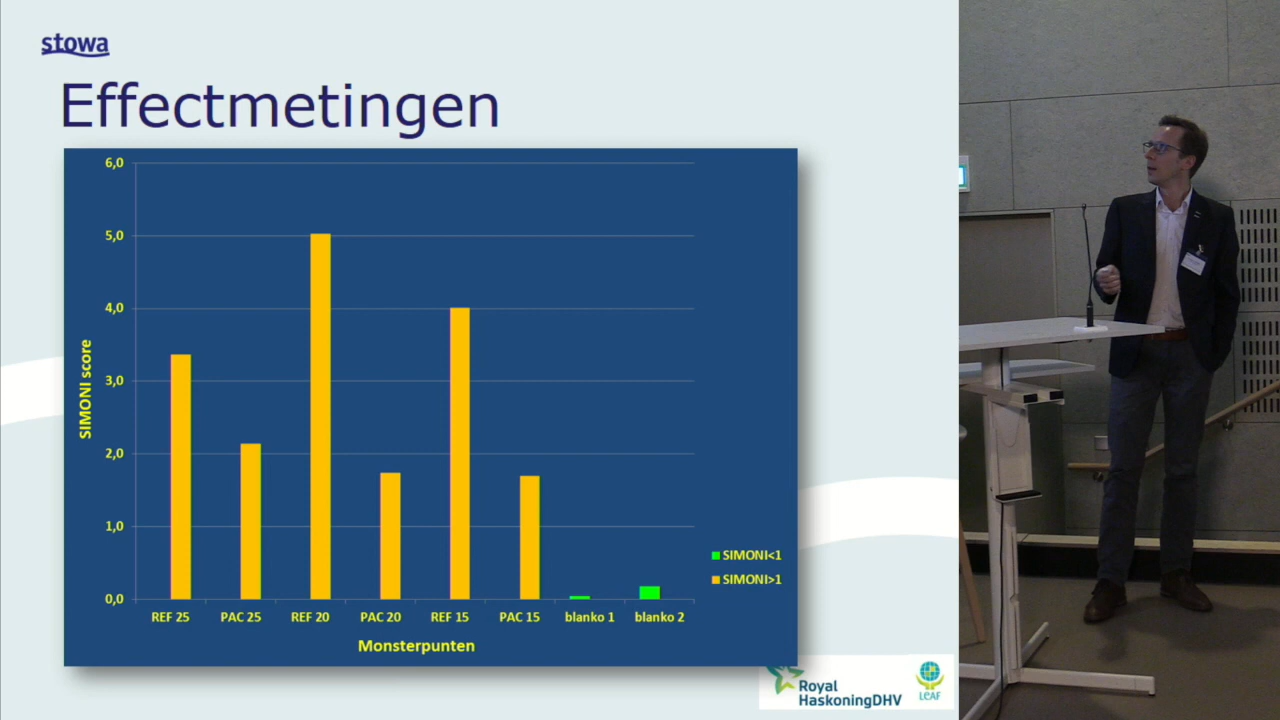 stowa
Effectmetingen
6,0
5,0
4,0
3,0
2,0
1,0
0,0
SIMONI score
REF 25
PAC 25
REF 20
PAC 20
REF 15
PAC 15
blanko 1
blanko 2
Monsterpunten
SIMONI<1
SIMONI>1
Royal
HaskoningDHV
LEAF